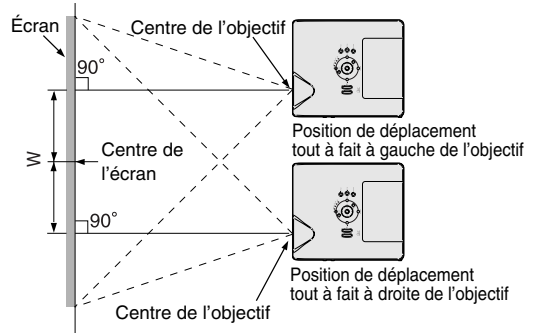 Écran
Centre de l'objectif
90°
Position de déplacement
tout à fait à gauche de l'objectif
W
Centre de
l'écran
90°
Position de déplacement
tout à fait à droite de l'objectif
Centre de l'objectif